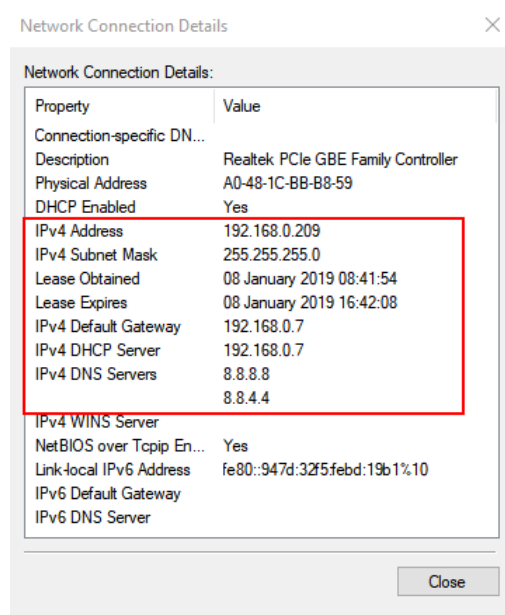 Network Connection Details
Network Connection Details:
Property Value
Connection-specific DN...
Description Realtek PCIe GBE Family Controller
Physical Address A0-48-1C-BB-B8-59
DHCP Enabled Yes
IPv4 Address 192.168.0.209
IPv4 Subnet Mask 255.255.255.0
Lease Obtained 08 January 2019 08:41:54
Lease Expires 08 January 2019 16:42:08
IPv4 Default Gateway 192.168.0.7
IPv4 DHCP Server 192.168.0.7
IPv4 DNS Servers 8.8.8.8
8.8.4.4
IPv4 WINS Server
NetBIOS over Tcpip En... Yes
Link-local IPv6 Address fe80::947d:32f5:febd:19b1%10
IPv6 Default Gateway
IPv6 DNS Server
Close